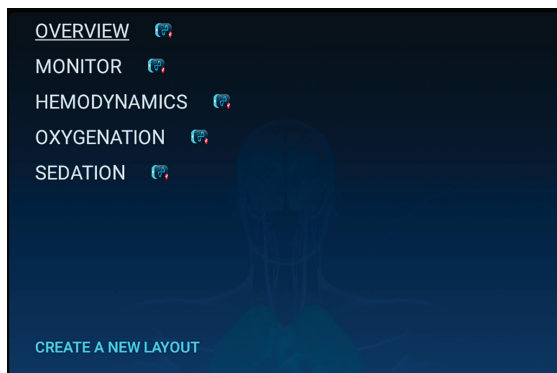 OVERVIEW
MONITOR
HEMODYNAMICS
OXYGENATION
SEDATION
CREATE A NEW LAYOUT